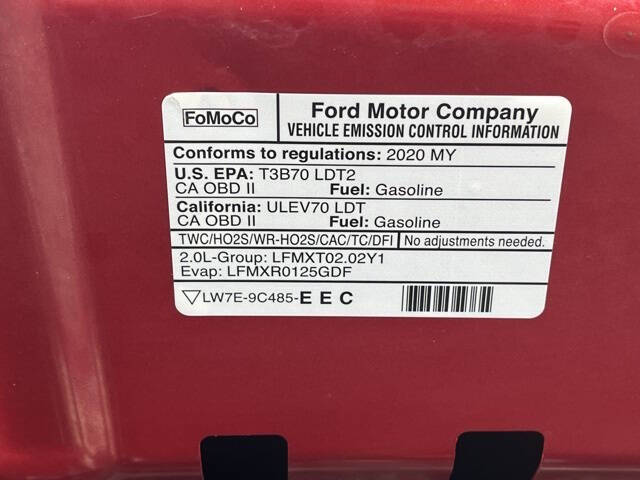 FoMoCo
Ford Motor Company
VEHICLE EMISSION CONTROL INFORMATION
Conforms to regulations: 2020 MY
U.S. EPA: T3B70 LDT2
CA OBD II Fuel: Gasoline
California: ULEV70 LDT
CA OBD II Fuel: Gasoline
TWC/HO2S/WR-HO2S/CAC/TC/DFI No adjustments needed.
2.0L-Group: LFMXT02.02Y1
Evap: LFMXR0125GDF
LW7E-9C485-E E C